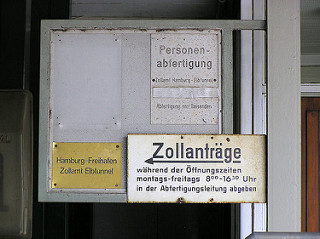 Personen-
abfertigung
Zollamt Hamburg-Elbtunnel
Abfertigung von Reisenden
Hamburg-Freihafen
Zollamt Elbtunnel
Zollanträge
während der Öffnungszeiten
montags-freitags 8⁰⁰-16³⁰ Uhr
in der Abfertigungsleitung abgeben